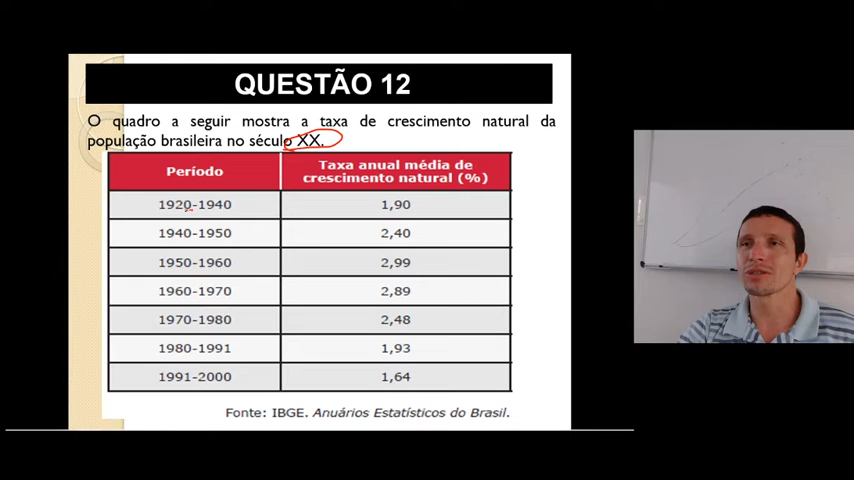 QUESTÃO 12
O quadro a seguir mostra a taxa de crescimento natural da
população brasileira no século XX.
Período Taxa anual média de crescimento natural (%)
1920-1940 1,90
1940-1950 2,40
1950-1960 2,99
1960-1970 2,89
1970-1980 2,48
1980-1991 1,93
1991-2000 1,64
Fonte: IBGE. Anuários Estatísticos do Brasil.